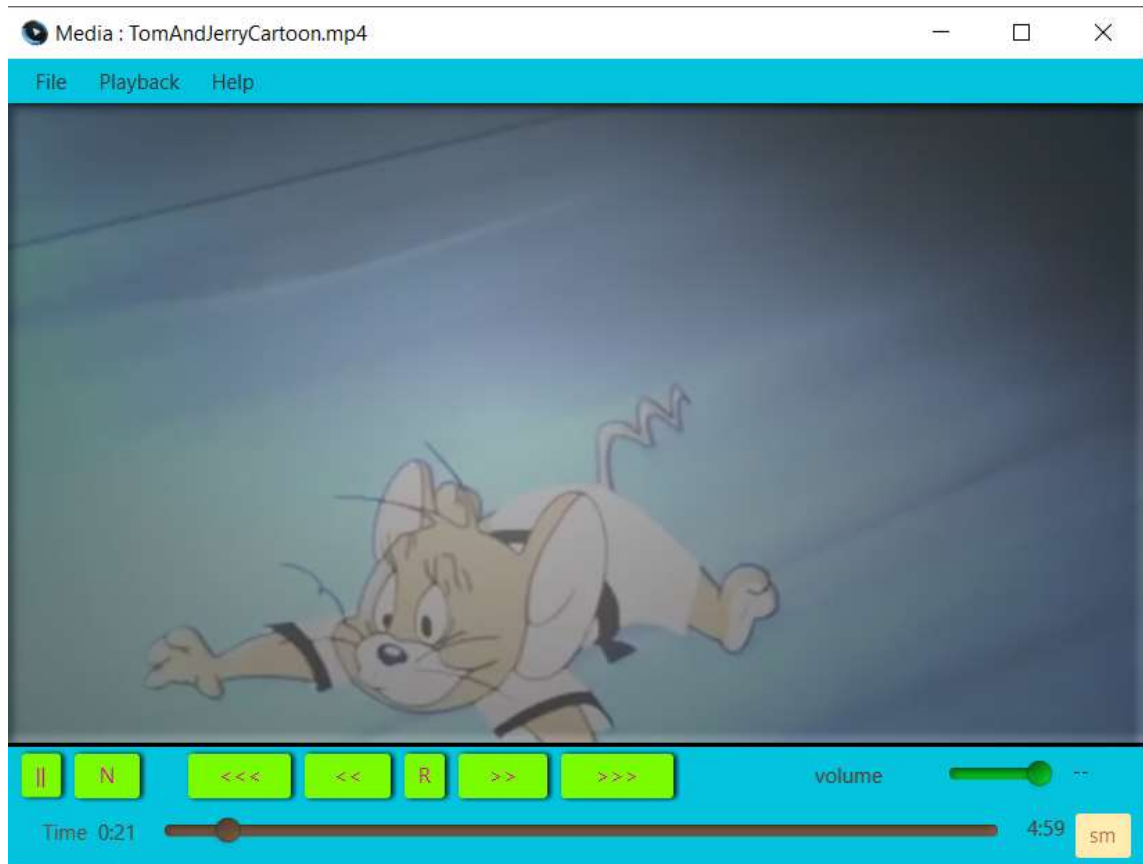 Media : TomAndJerryCartoon.mp4
File Playback Help
|| N <<< << R >> >>> volume --
Time 0:21 4:59 sm